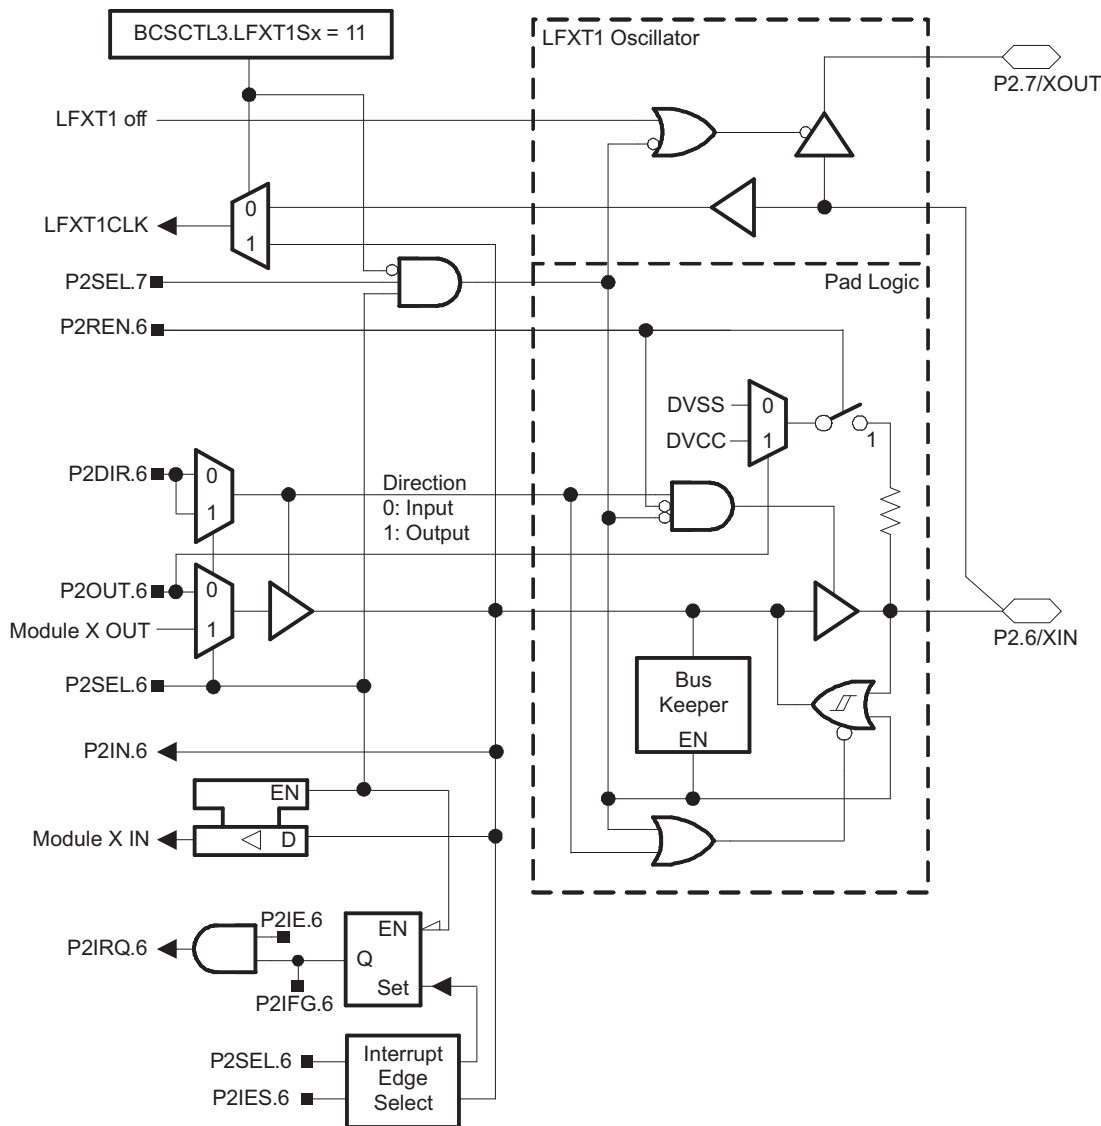 BCSCTL3.LFXT1Sx = 11
LFXT1 Oscillator
P2.7/XOUT
LFXT1 off
0
LFXT1CLK
1
P2SEL.7
Pad Logic
P2REN.6
DVSS
0
DVCC
1
1
P2DIR.6
0
1
Direction
0: Input
1: Output
P2OUT.6
0
Module X OUT
1
P2.6/XIN
P2SEL.6
Bus
Keeper
EN
P2IN.6
EN
Module X IN
D
P2IE.6
EN
P2IRQ.6
Q
Set
P2IFG.6
P2SEL.6
P2IES.6
Interrupt
Edge
Select